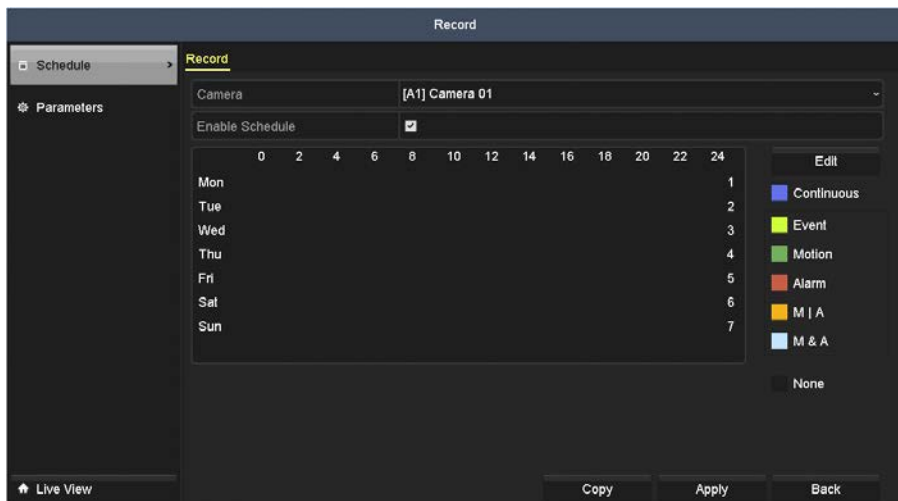 Record
Schedule >
Parameters
Record
Camera [A1] Camera 01
Enable Schedule
0 2 4 6 8 10 12 14 16 18 20 22 24
Mon 1
Tue 2
Wed 3
Thu 4
Fri 5
Sat 6
Sun 7
Edit
Continuous
Event
Motion
Alarm
M | A
M & A
None
Live View
Copy Apply Back